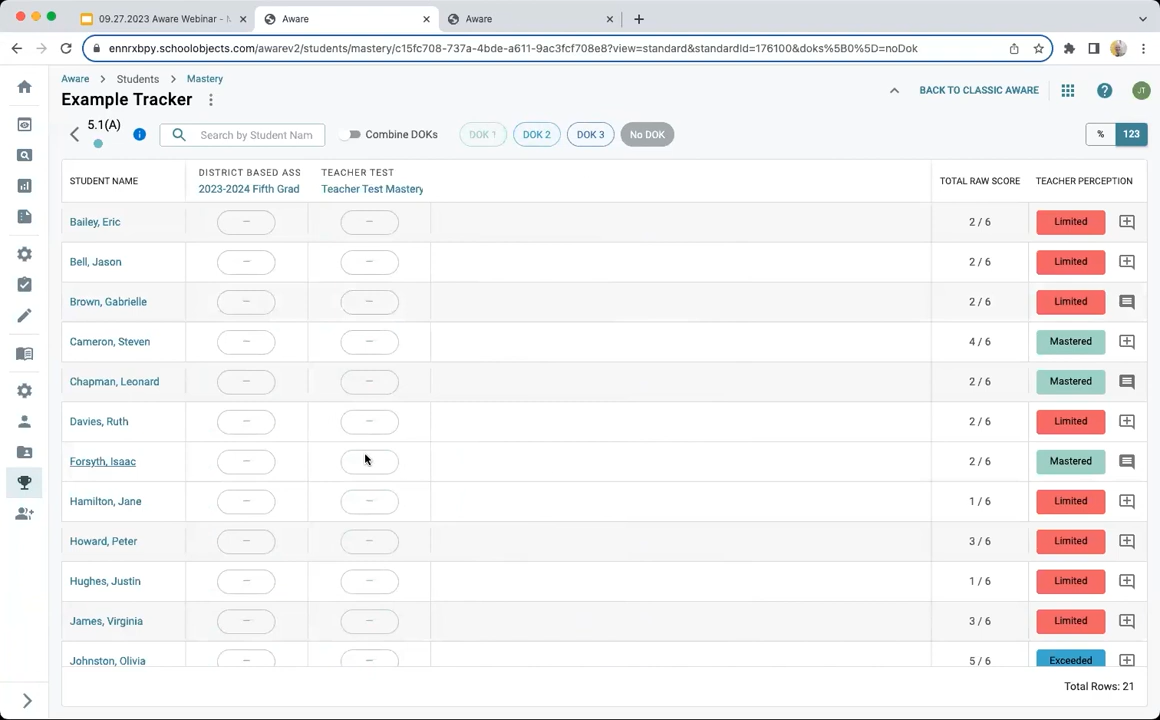 09.27.2023 Aware Webinar -
Aware
Aware
ennrxbpy.schoolobjects.com/awarev2/students/mastery/c15fc708-737a-4bde-a611-9ac3fcf708e8?view=standard&standardId=176100&doks%5B0%5D=noDok
Aware > Students > Mastery
Example Tracker
BACK TO CLASSIC AWARE
JT
5.1(A)
Search by Student Nam
Combine DOKs
DOK 1
DOK 2
DOK 3
No DOK
%
123
STUDENT NAME
DISTRICT BASED ASS
2023-2024 Fifth Grad
TEACHER TEST
Teacher Test Mastery
TOTAL RAW SCORE
TEACHER PERCEPTION
Bailey, Eric – – 2 / 6 Limited
Bell, Jason – – 2 / 6 Limited
Brown, Gabrielle – – 2 / 6 Limited
Cameron, Steven – – 4 / 6 Mastered
Chapman, Leonard – – 2 / 6 Mastered
Davies, Ruth – – 2 / 6 Limited
Forsyth, Isaac – 2 / 6 Mastered
Hamilton, Jane – – 1 / 6 Limited
Howard, Peter – – 3 / 6 Limited
Hughes, Justin – – 1 / 6 Limited
James, Virginia – – 3 / 6 Limited
Johnston, Olivia – – 5 / 6 Exceeded
Total Rows: 21